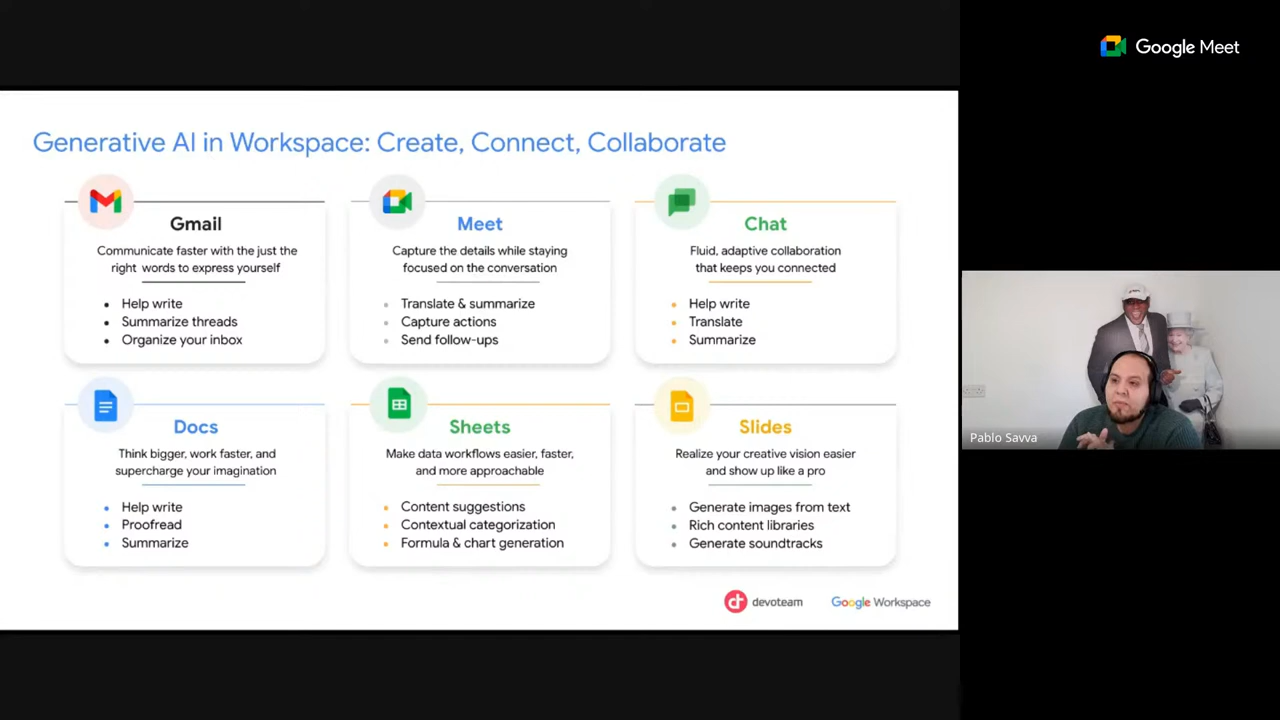 Google Meet
Generative AI in Workspace: Create, Connect, Collaborate
Gmail
Communicate faster with the just the
right words to express yourself
Help write
Summarize threads
Organize your inbox
Meet
Capture the details while staying
focused on the conversation
Translate & summarize
Capture actions
Send follow-ups
Chat
Fluid, adaptive collaboration
that keeps you connected
Help write
Translate
Summarize
Docs
Think bigger, work faster, and
supercharge your imagination
Help write
Proofread
Summarize
Sheets
Make data workflows easier, faster,
and more approachable
Content suggestions
Contextual categorization
Formula & chart generation
Slides
Realize your creative vision easier
and show up like a pro
Generate images from text
Rich content libraries
Generate soundtracks
devoteam
Google Workspace
Pablo Savva